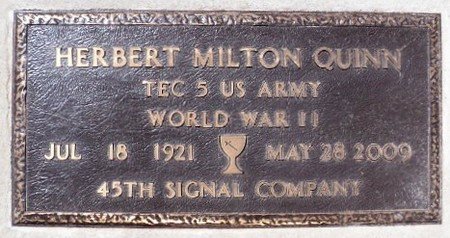 HERBERT MILTON QUINN
TEC 5 US ARMY
WORLD WAR II
JUL 18 1921 MAY 28 2009
45TH SIGNAL COMPANY